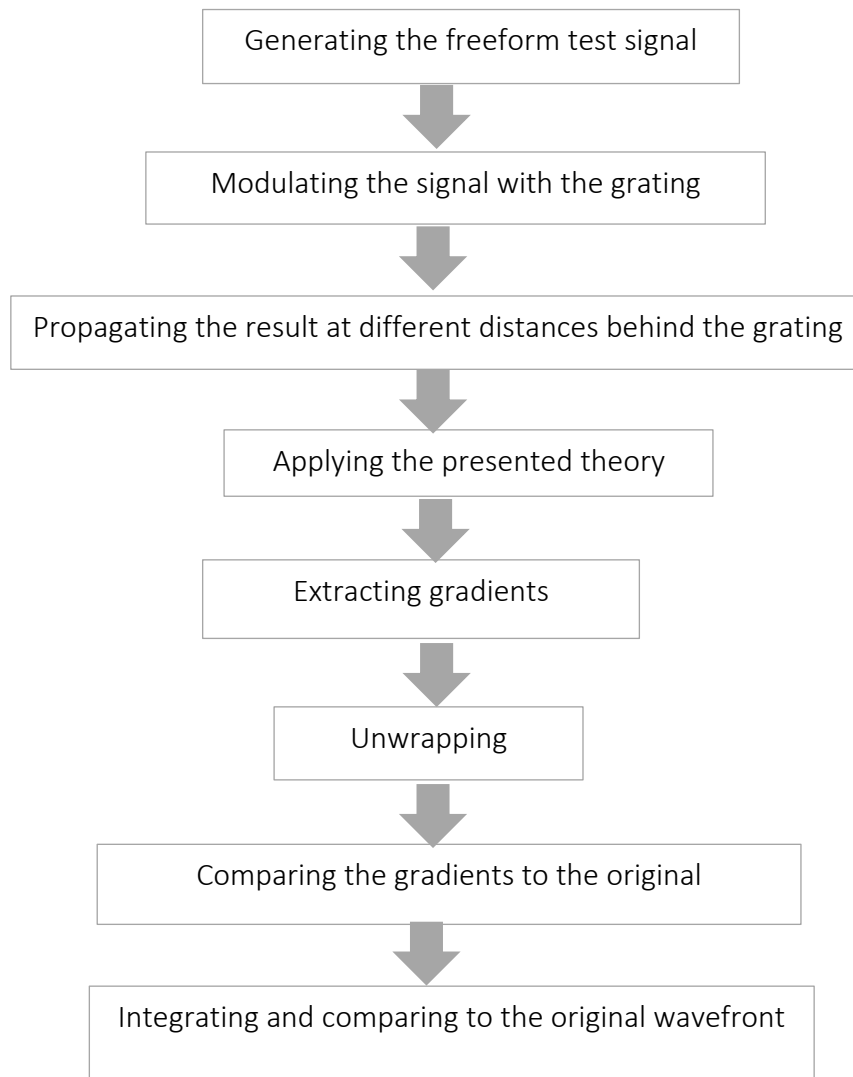 Generating the freeform test signal
Modulating the signal with the grating
Propagating the result at different distances behind the grating
Applying the presented theory
Extracting gradients
Unwrapping
Comparing the gradients to the original
Integrating and comparing to the original wavefront